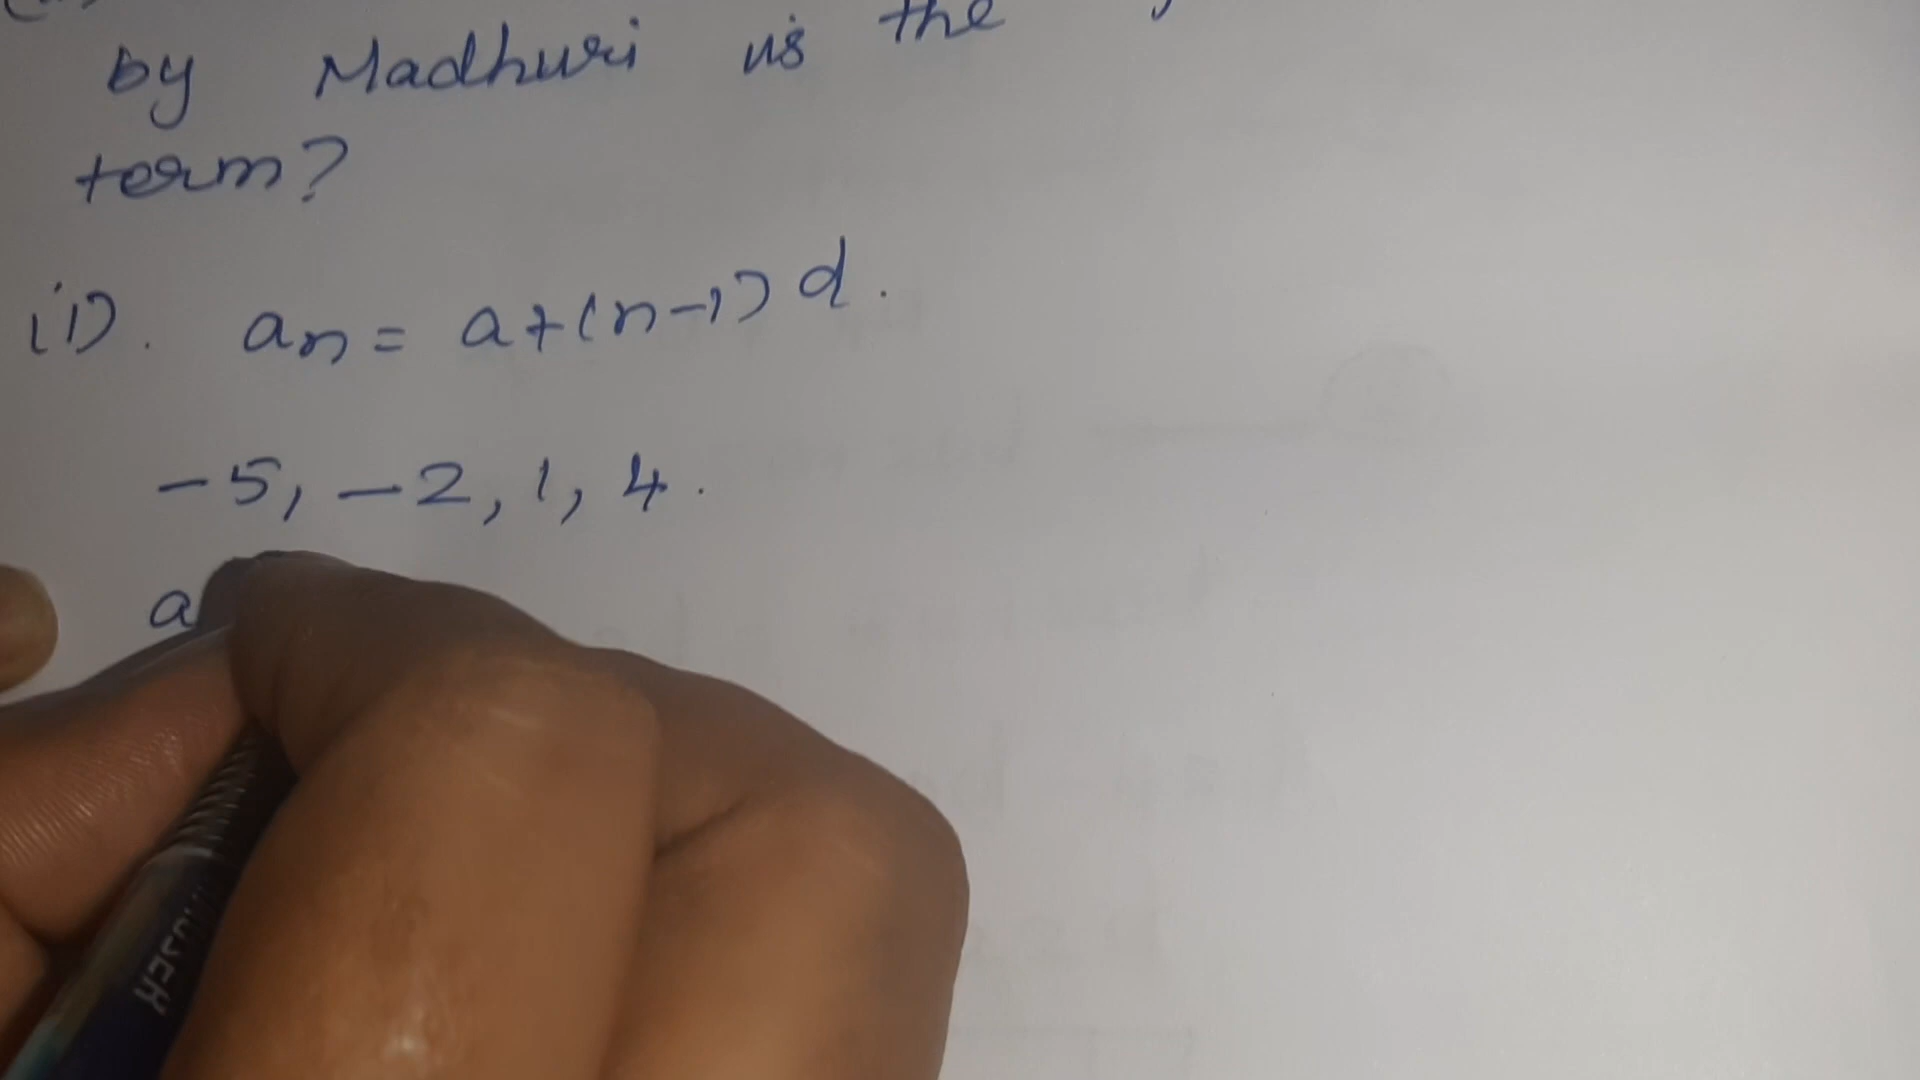 by Madhuri is the
term?
(i). an = a+(n-1)d.
-5, -2, 1, 4.
a